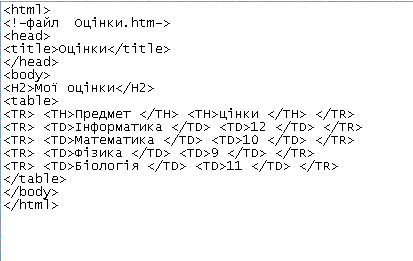 <html>
<!-файл  Оцінки.htm->
<head>
<title>Оцінки</title>
</head>
<body>
<H2>Мої оцінки</H2>
<table>
<TR> <TH>Предмет </TH> <TH>цінки </TH> </TR>
<TR> <TD>Інформатика </TD> <TD>12 </TD> </TR>
<TR> <TD>Математика </TD> <TD>10 </TD> </TR>
<TR> <TD>Фізика </TD> <TD>9 </TD> </TR>
<TR> <TD>Біологія </TD> <TD>11 </TD> </TR>
</table>
</body>
</html>